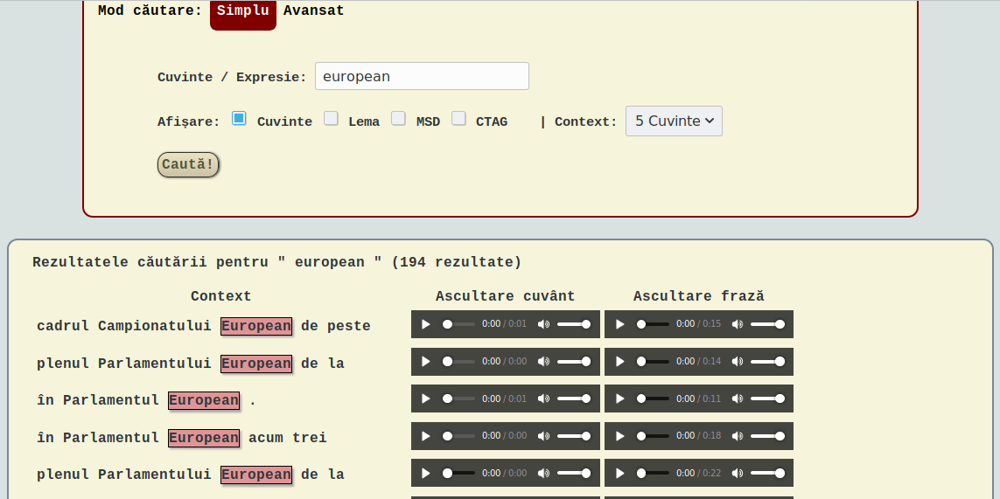 Mod căutare: Simplu Avansat
Cuvinte / Expresie: european
Afișare: Cuvinte Lema MSD CTAG | Context: 5 Cuvinte
Caută!
Rezultatele căutării pentru " european " (194 rezultate)
Context Ascultare cuvânt Ascultare frază
cadrul Campionatului European de peste 0:00 / 0:01 0:00 / 0:15
plenul Parlamentului European de la 0:00 / 0:00 0:00 / 0:14
în Parlamentul European . 0:00 / 0:01 0:00 / 0:11
în Parlamentul European acum trei 0:00 / 0:00 0:00 / 0:18
plenul Parlamentului European de la 0:00 / 0:00 0:00 / 0:22